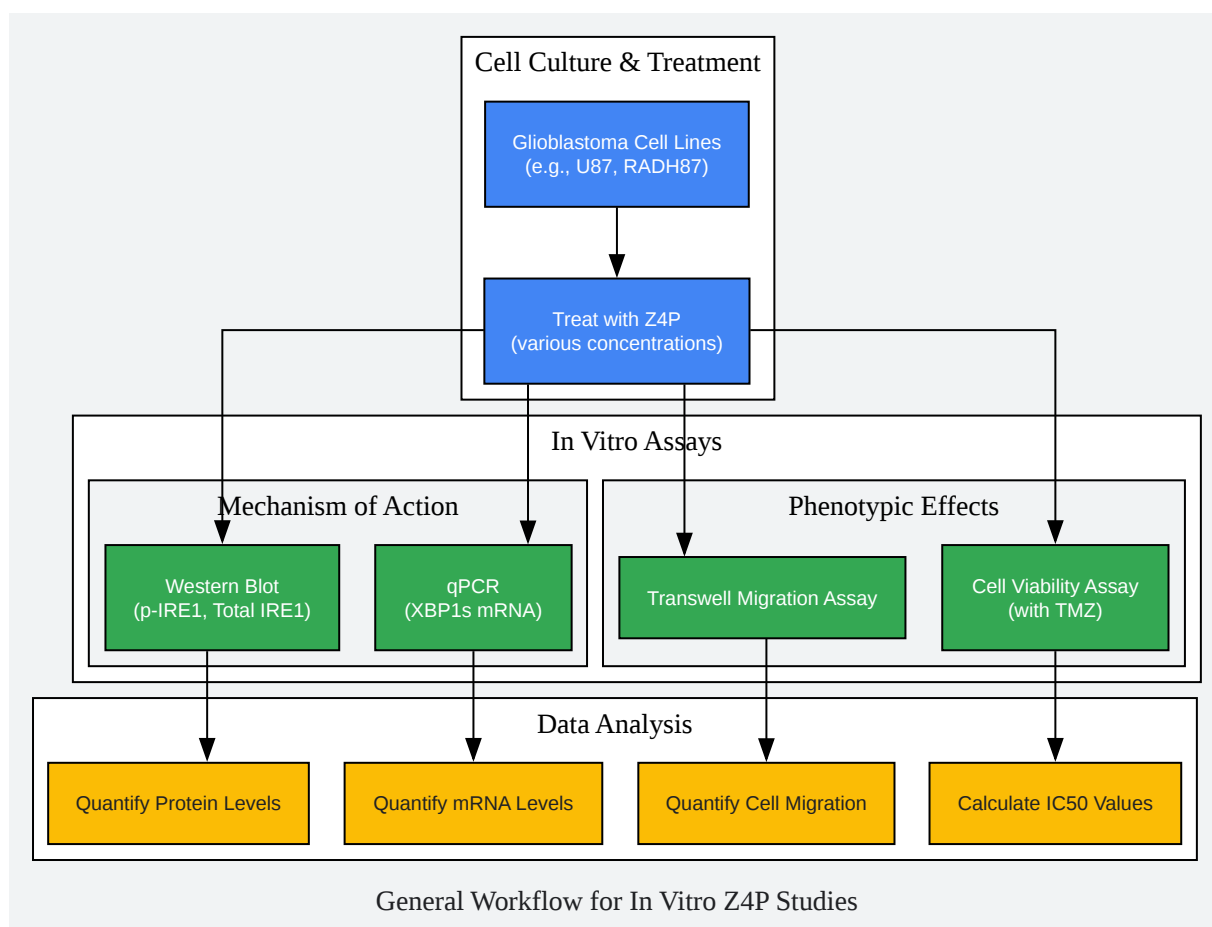 Cell Culture & Treatment
Glioblastoma Cell Lines
(e.g., U87, RADH87)
Treat with Z4P
(various concentrations)
In Vitro Assays
Mechanism of Action
Western Blot
(p-IRE1, Total IRE1)
qPCR
(XBP1s mRNA)
Phenotypic Effects
Transwell Migration Assay
Cell Viability Assay
(with TMZ)
Data Analysis
Quantify Protein Levels
Quantify mRNA Levels
Quantify Cell Migration
Calculate IC50 Values
General Workflow for In Vitro Z4P Studies